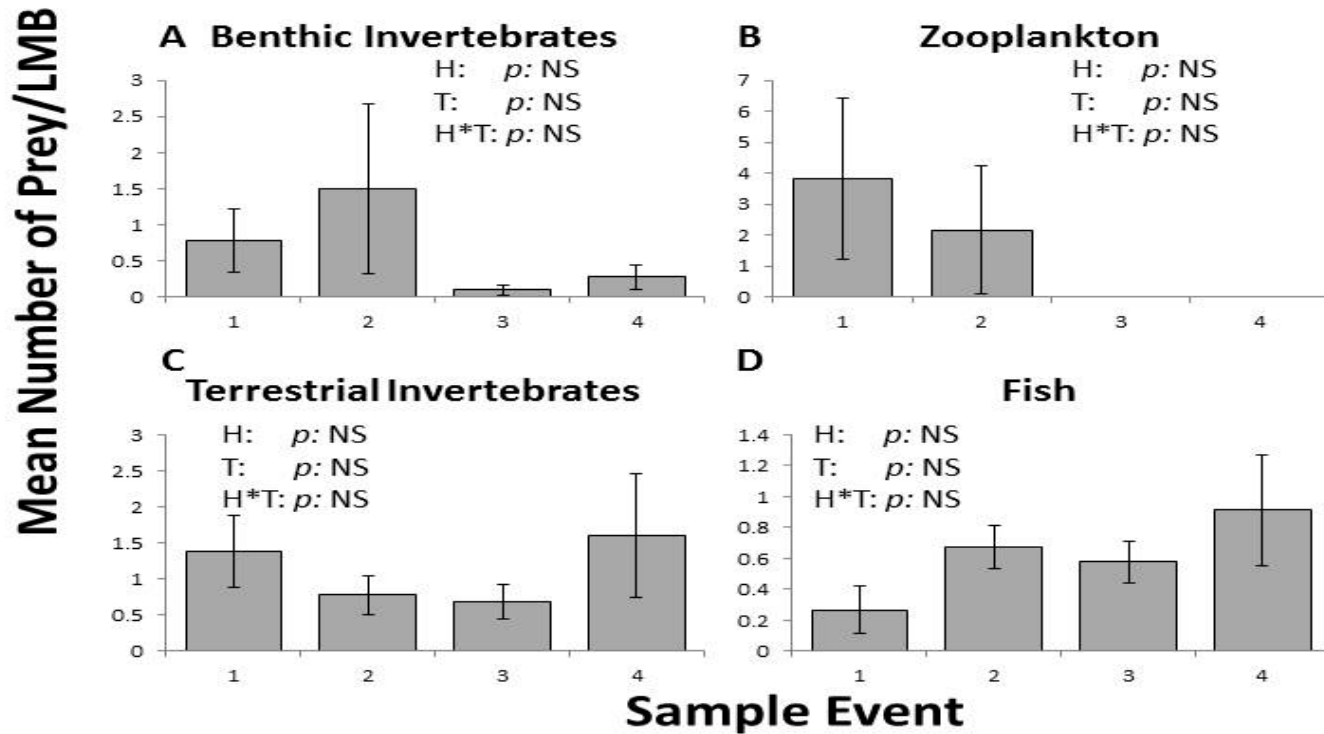 Mean Number of Prey/LMB
A Benthic Invertebrates
H: p: NS
T: p: NS
H*T: p: NS
3
2.5
2
1.5
1
0.5
0
1 2 3 4
B Zooplankton
H: p: NS
T: p: NS
H*T: p: NS
7
6
5
4
3
2
1
0
1 2 3 4
C
Terrestrial Invertebrates
H: p: NS
T: p: NS
H*T: p: NS
3
2.5
2
1.5
1
0.5
0
1 2 3 4
D
Fish
H: p: NS
T: p: NS
H*T: p: NS
1.4
1.2
1
0.8
0.6
0.4
0.2
0
1 2 3 4
Sample Event